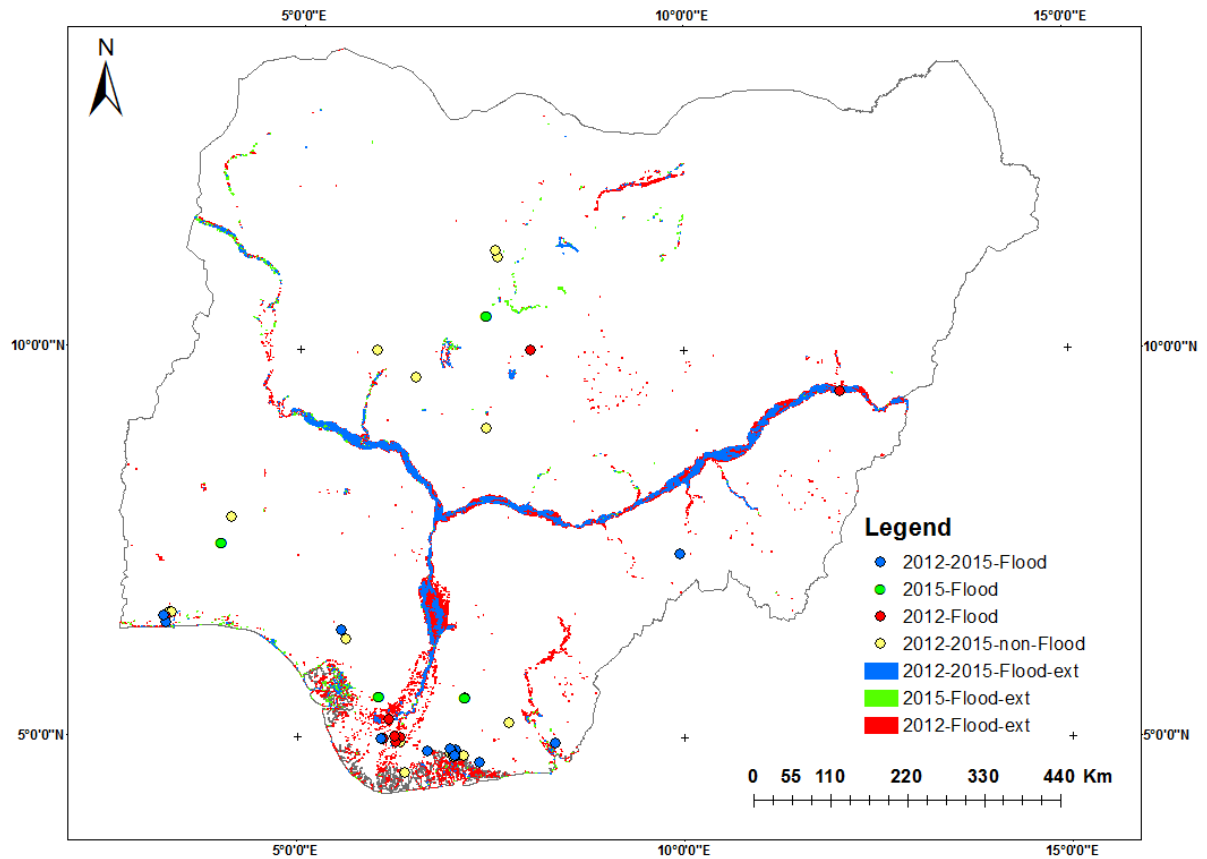 5°0'0"E 10°0'0"E 15°0'0"E
N
10°0'0"N 10°0'0"N
Legend
2012-2015-Flood
2015-Flood
2012-Flood
2012-2015-non-Flood
2012-2015-Flood-ext
2015-Flood-ext
2012-Flood-ext
5°0'0"N 5°0'0"N
0 55 110 220 330 440 Km
5°0'0"E 10°0'0"E 15°0'0"E